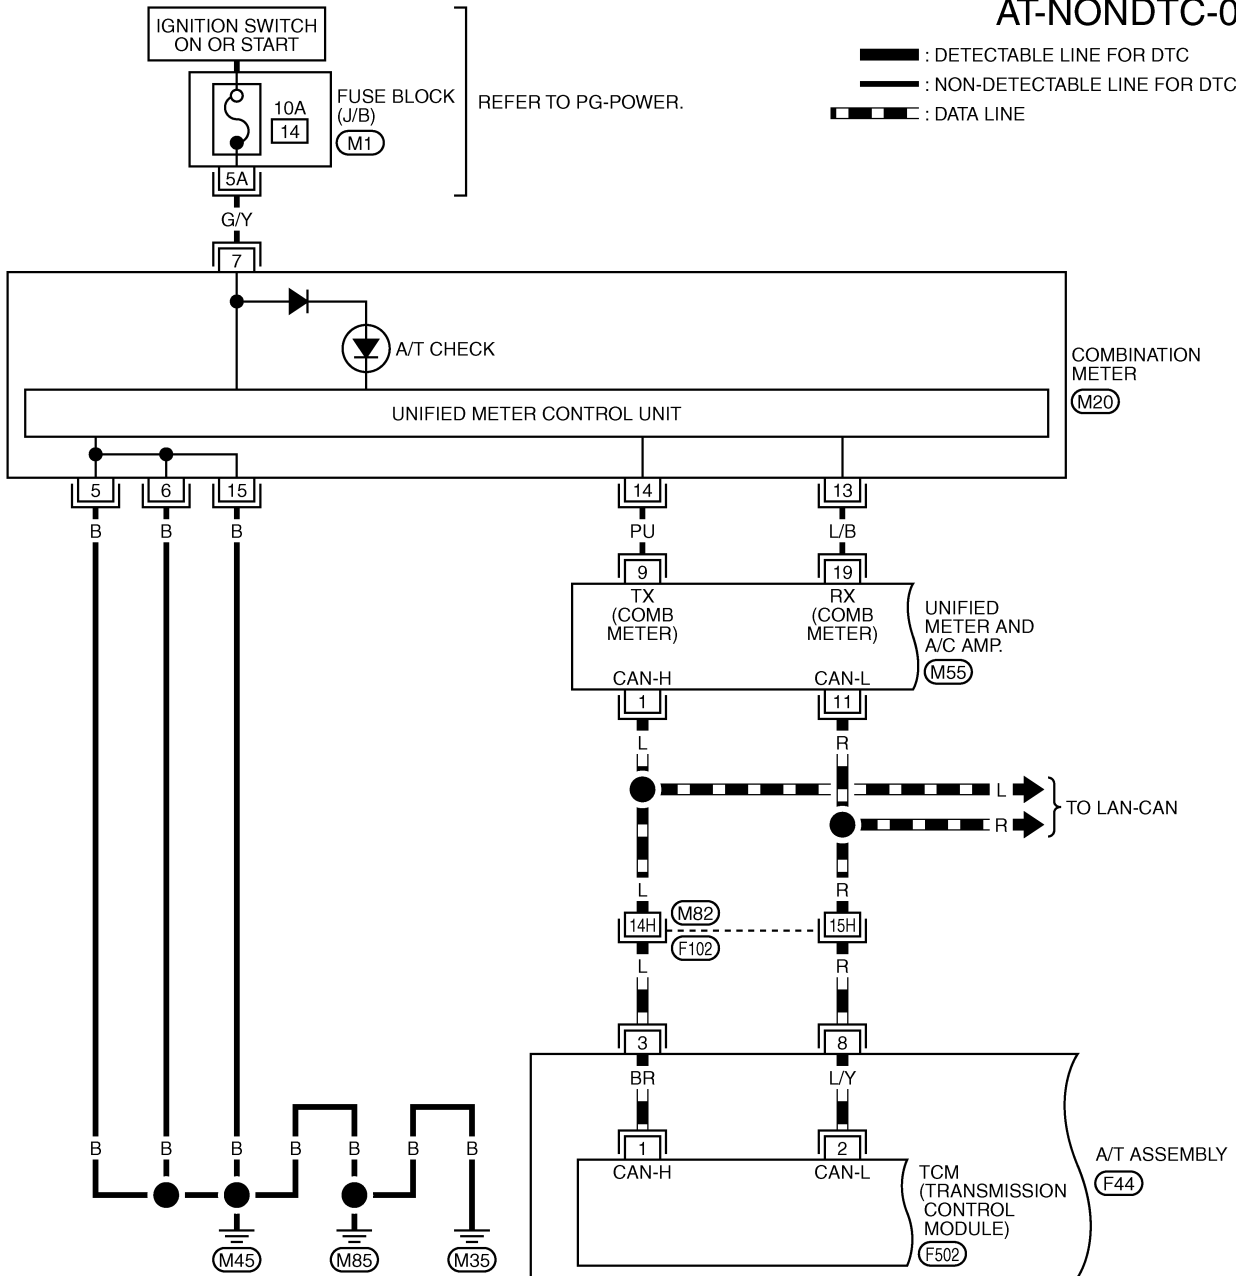 AT-NONDTC-0
IGNITION SWITCH
ON OR START
: DETECTABLE LINE FOR DTC
: NON-DETECTABLE LINE FOR DTC
: DATA LINE
10A
14
FUSE BLOCK
(J/B)
M1
REFER TO PG-POWER.
5A
G/Y
7
A/T CHECK
COMBINATION
METER
M20
UNIFIED METER CONTROL UNIT
5 6 15 14 13
B B B PU L/B
9 19
TX
(COMB
METER)
RX
(COMB
METER)
UNIFIED
METER AND
A/C AMP.
M55
CAN-H CAN-L
1 11
L R
L
R
TO LAN-CAN
L R
14H
M82
F102
15H
L R
3 8
BR L/Y
1 2
CAN-H CAN-L
TCM
(TRANSMISSION
CONTROL
MODULE)
F502
A/T ASSEMBLY
F44
B B B B B B B
M45 M85 M35